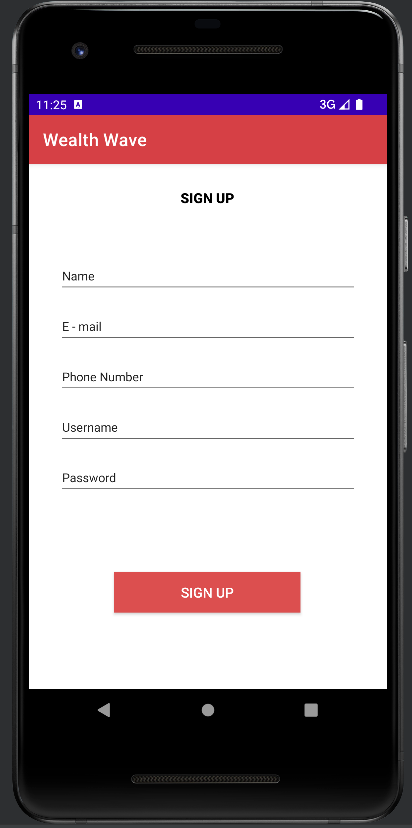 11:25 A 3G
Wealth Wave
SIGN UP
Name
E - mail
Phone Number
Username
Password
SIGN UP